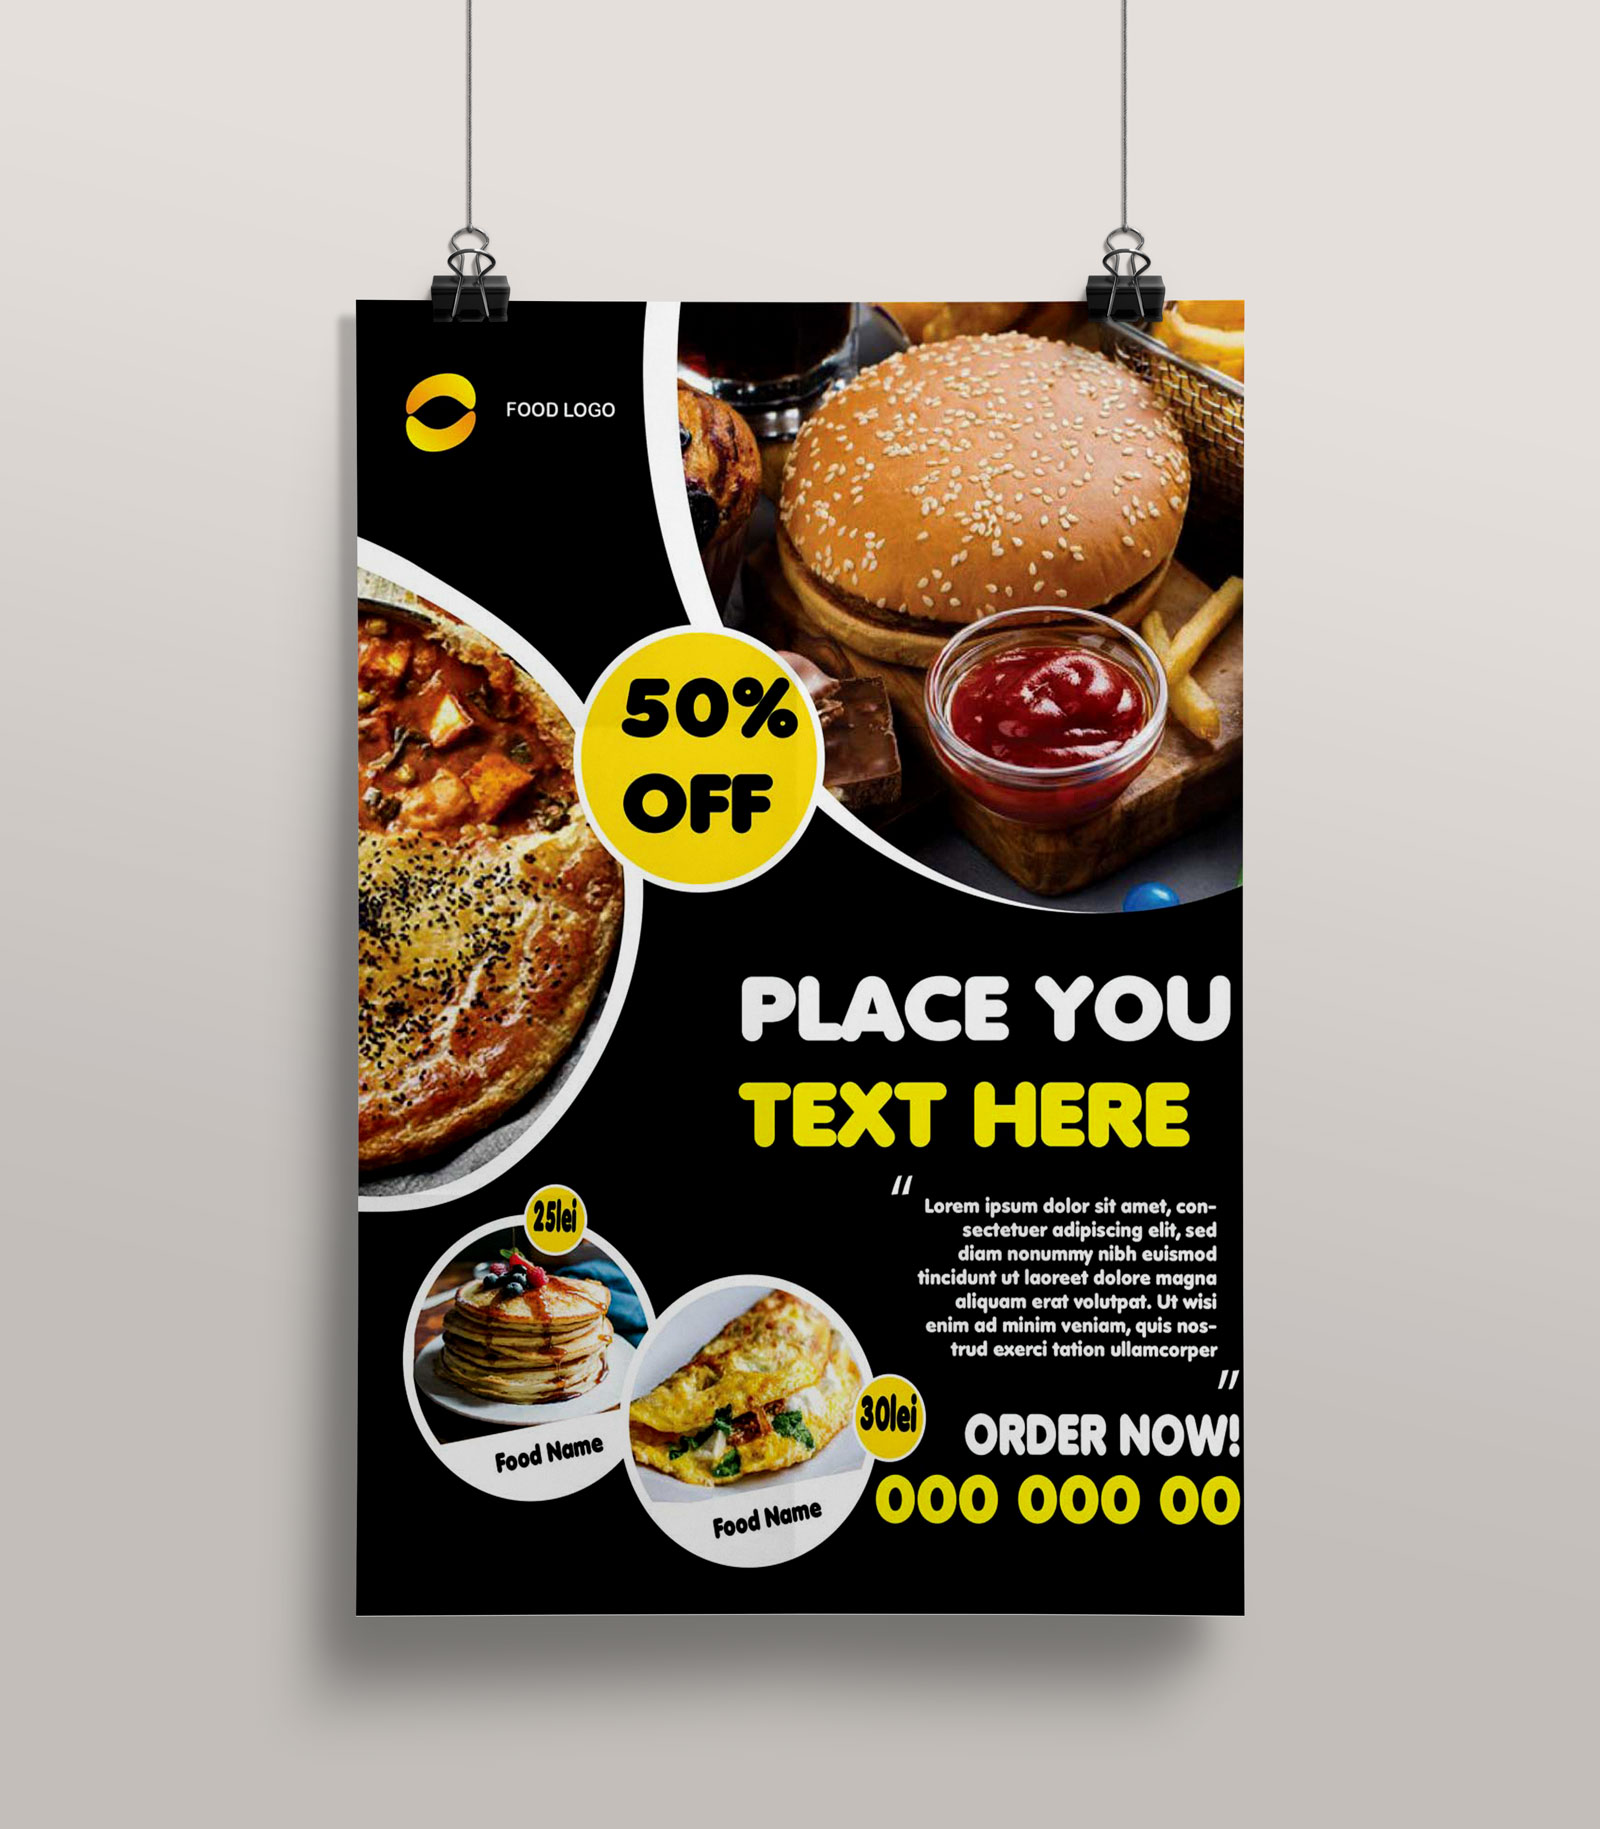 FOOD LOGO
50%
OFF
PLACE YOU
TEXT HERE
“
Lorem ipsum dolor sit amet, con-
sectetuer adipiscing elit, sed
diam nonummy nibh euismod
tincidunt ut laoreet dolore magna
aliquam erat volutpat. Ut wisi
enim ad minim veniam, quis nos-
trud exerci tation ullamcorper
”
25lei
Food Name
30lei
Food Name
ORDER NOW!
000 000 00